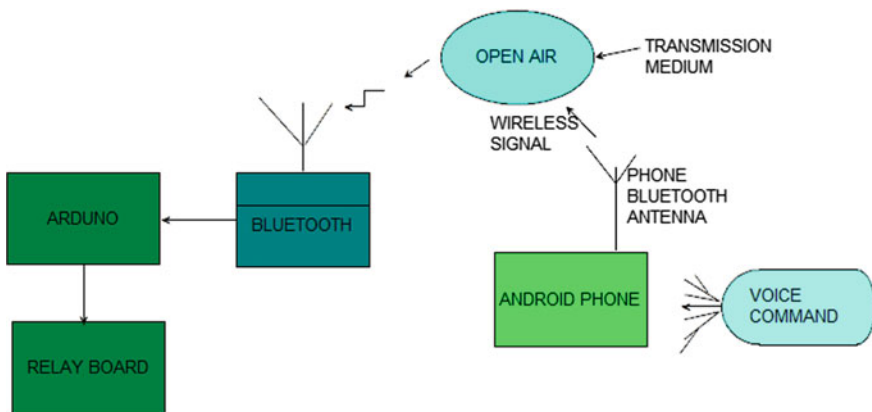 OPEN AIR
TRANSMISSION
MEDIUM
WIRELESS
SIGNAL
PHONE
BLUETOOTH
ANTENNA
ARDUNO
BLUETOOTH
ANDROID PHONE
VOICE
COMMAND
RELAY BOARD